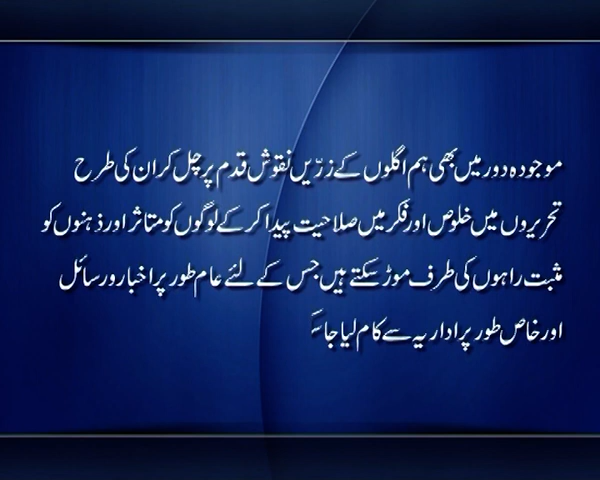 موجودہ دور میں بھی ہم اگلوں کے زرّیں نقوش قدم پر چل کر ان کی طرح
تحریروں میں خلوص اور فکر میں صلاحیت پیدا کر کے لوگوں کو متاثر اور ذہنوں کو
مثبت راہوں کی طرف موڑ سکتے ہیں جس کے لئے عام طور پر اخبار و رسائل
اور خاص طور پر اداریہ سے کام لیا جا